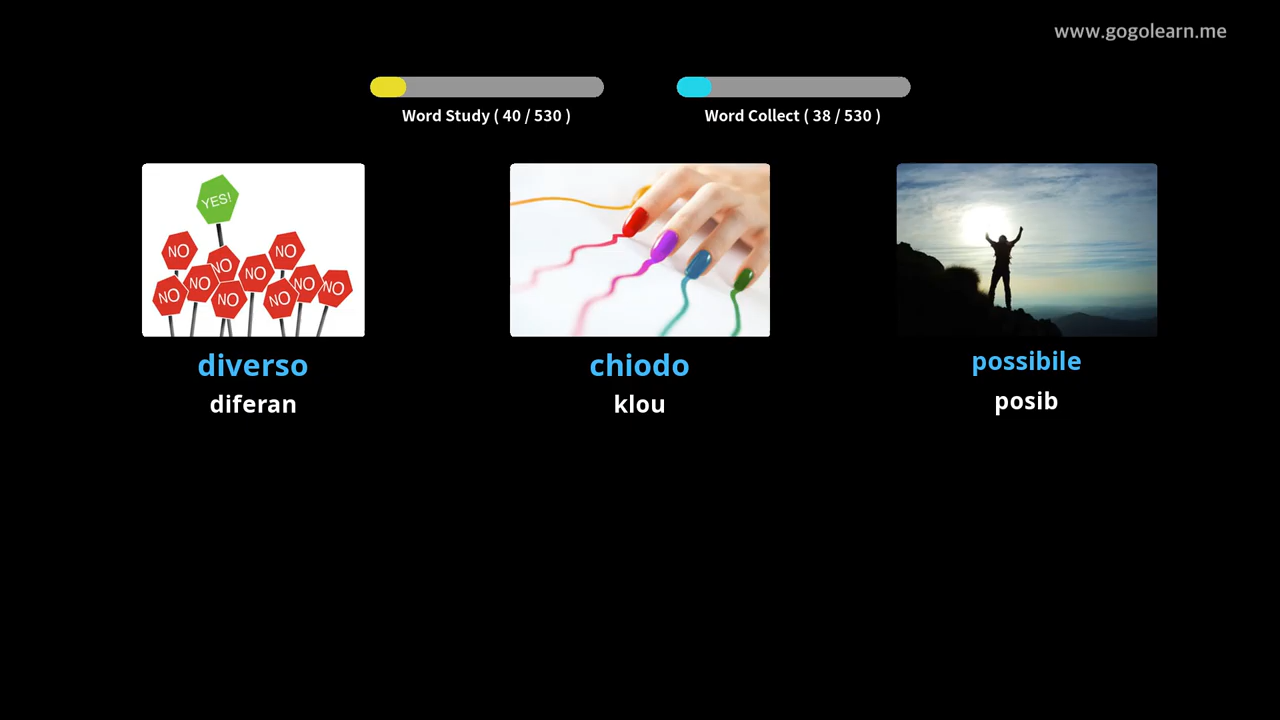 www.gogolearn.me
Word Study ( 40 / 530 )
Word Collect ( 38 / 530 )
YES!
NO
NO
NO
NO
NO
NO
NO
NO
NO
NO
diverso
chiodo
possibile
diferan
klou
posib